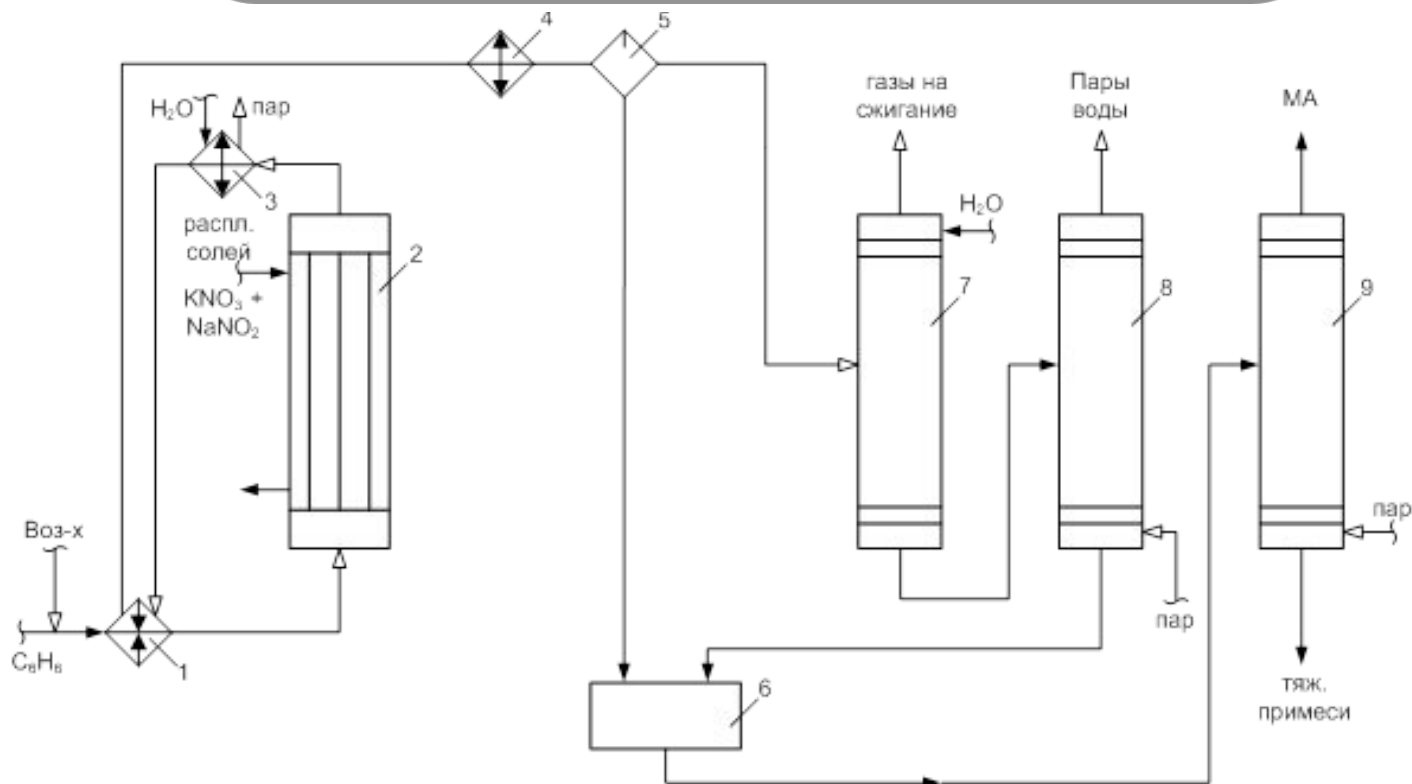 4
5
газы на
сжигание
Пары
воды
МА
H₂O
пар
3
распл.
солей
KNO₃ +
NaNO₂
2
H₂O
7
8
9
Воз-х
C₆H₆
1
пар
пар
6
тяж.
примеси